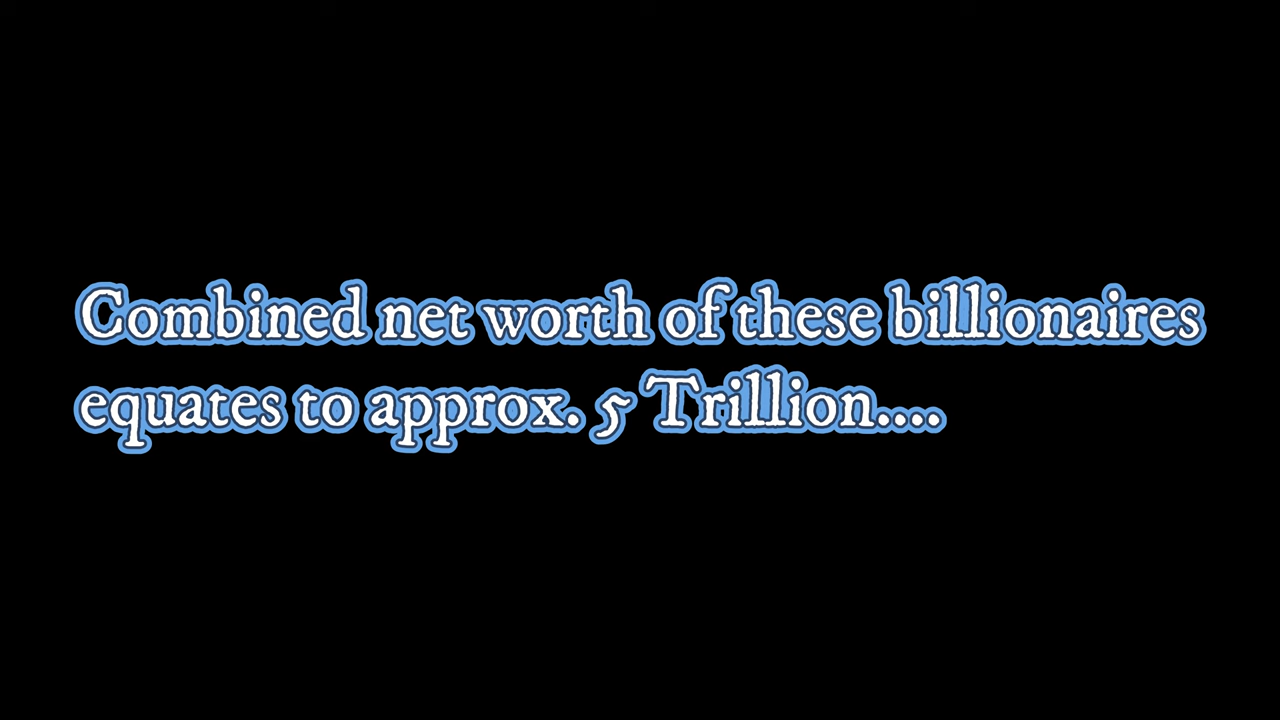 Combined net worth of these billionaires
equates to approx. 5 Trillion....